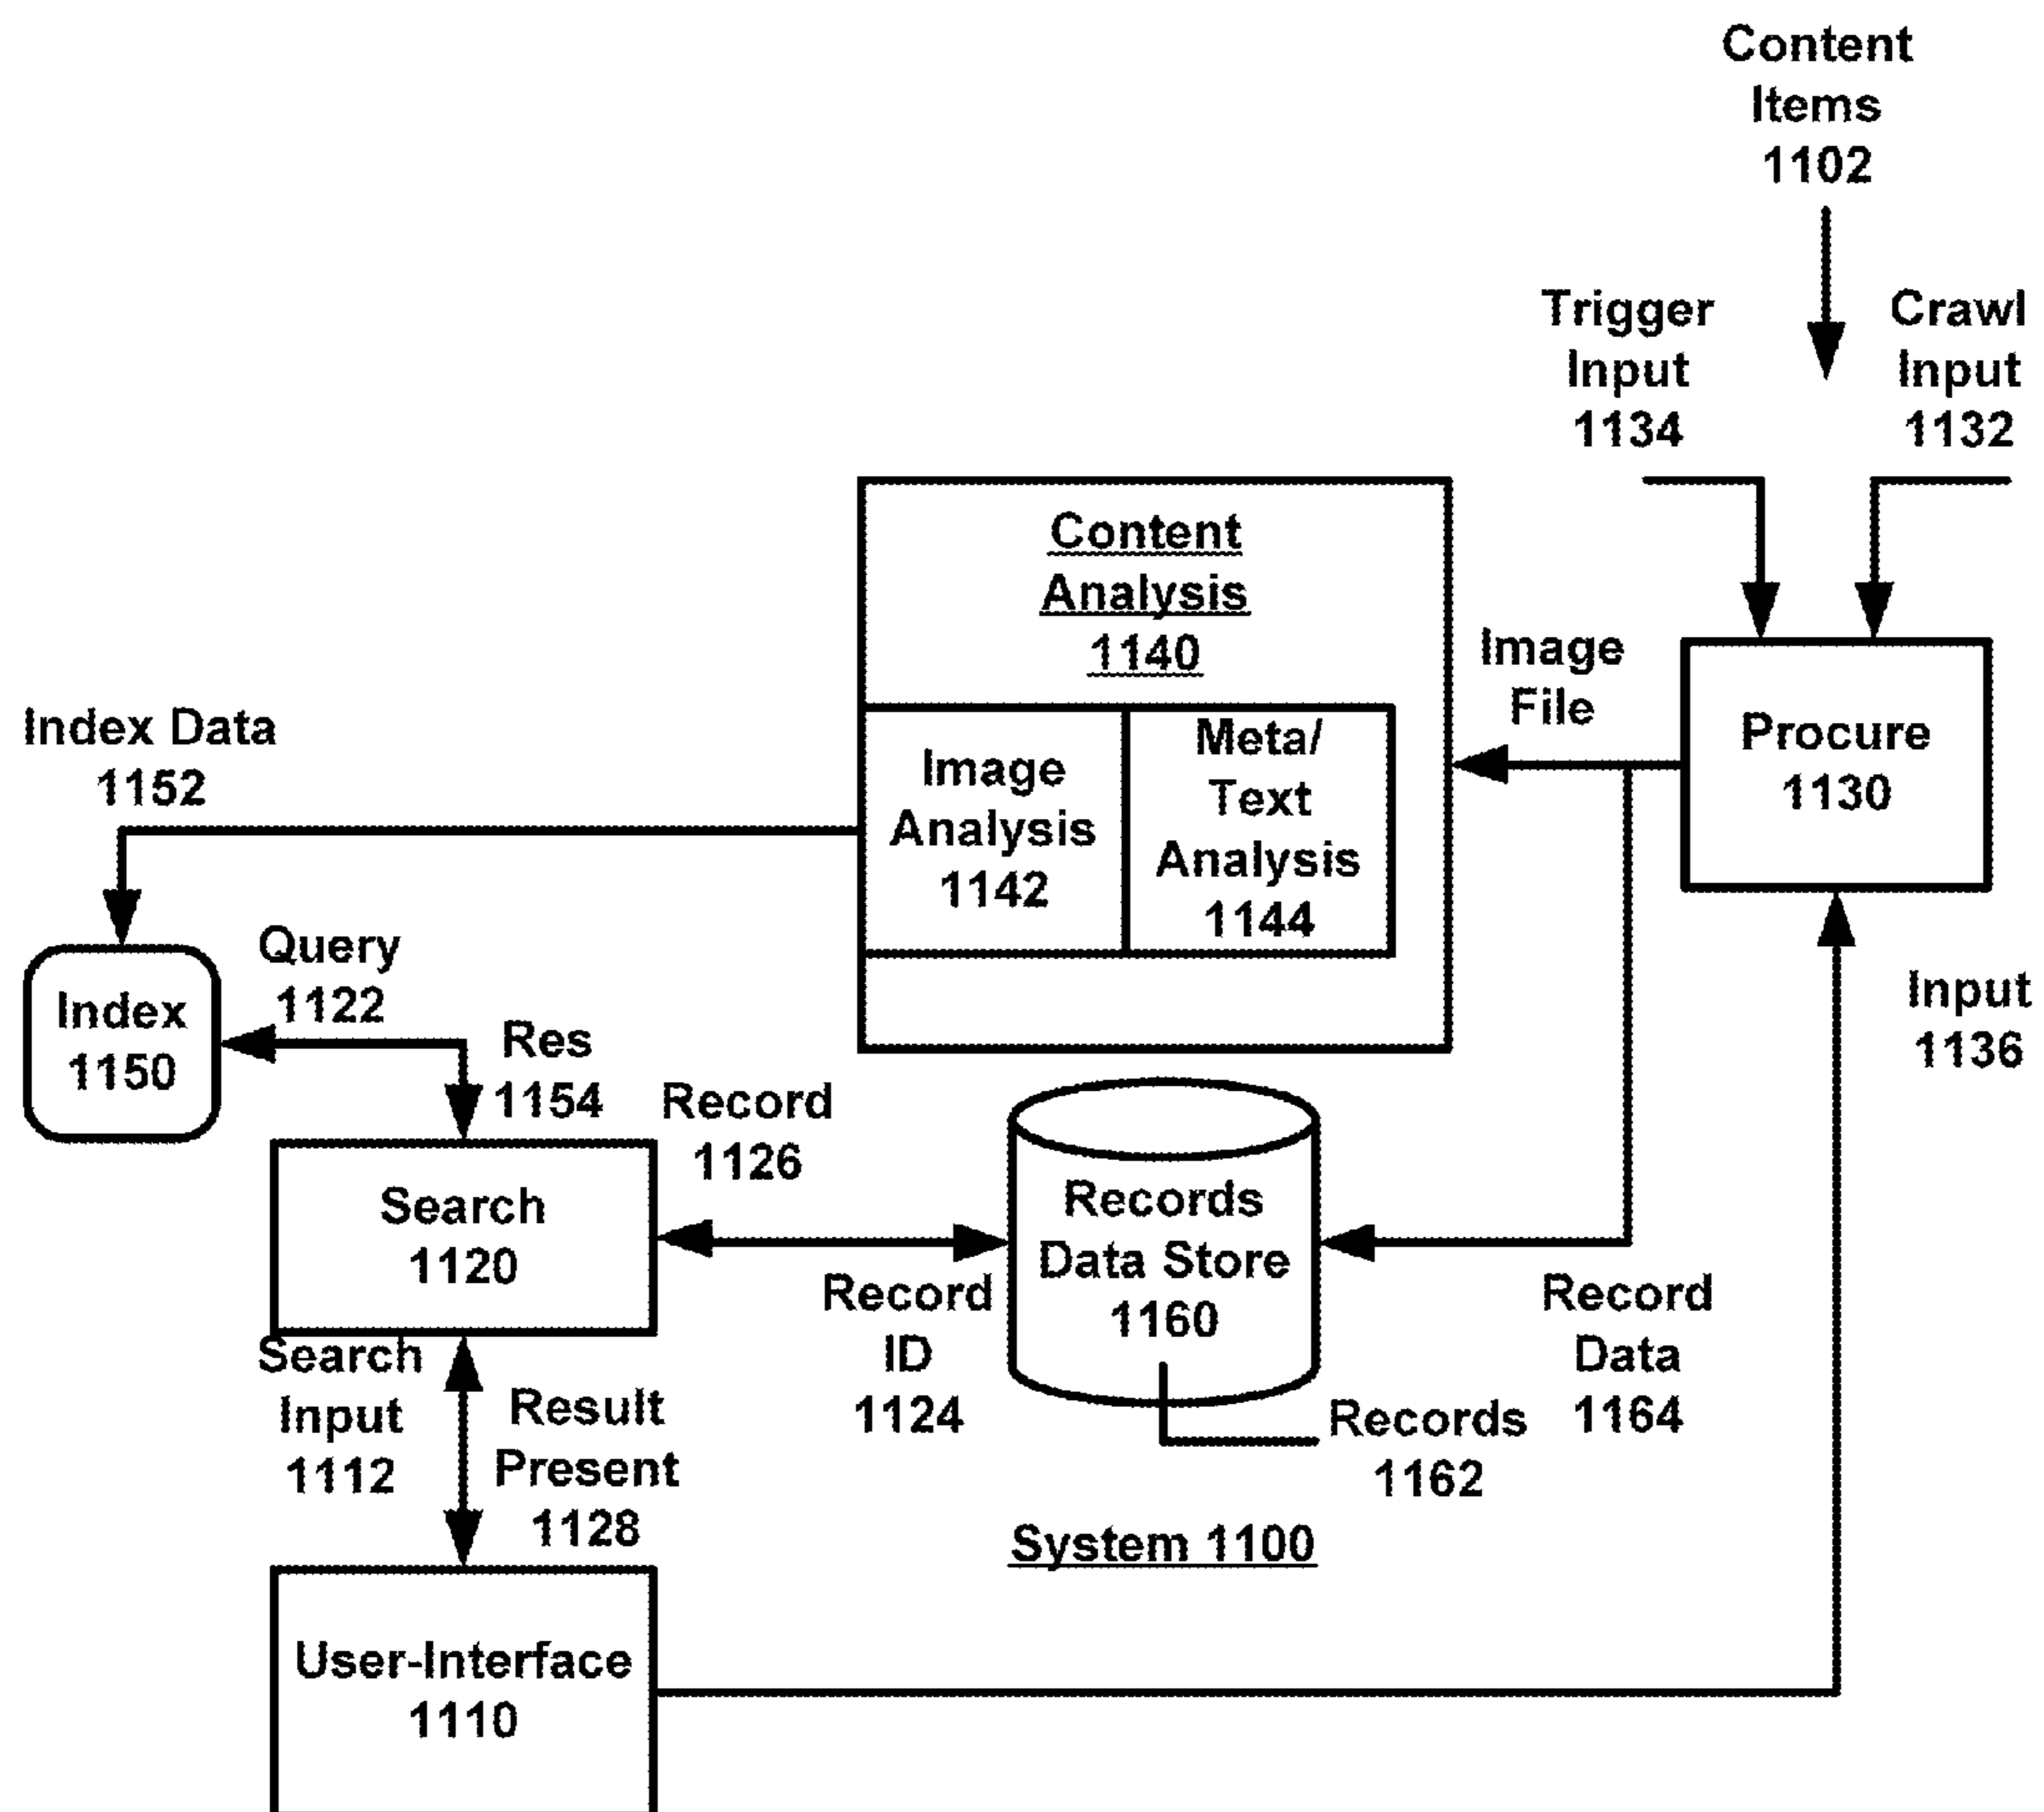 Content
Items
1102
Trigger
Input
1134
Crawl
Input
1132
Content
Analysis
1140
Image
File
Procure
1130
Image
Analysis
1142
Meta/
Text
Analysis
1144
Index Data
1152
Index
1150
Query
1122
Res
1154
Record
1126
Search
1120
Record
ID
1124
Records
Data Store
1160
Records
1162
Record
Data
1164
Input
1136
Search
Input
1112
Result
Present
1128
System 1100
User-Interface
1110